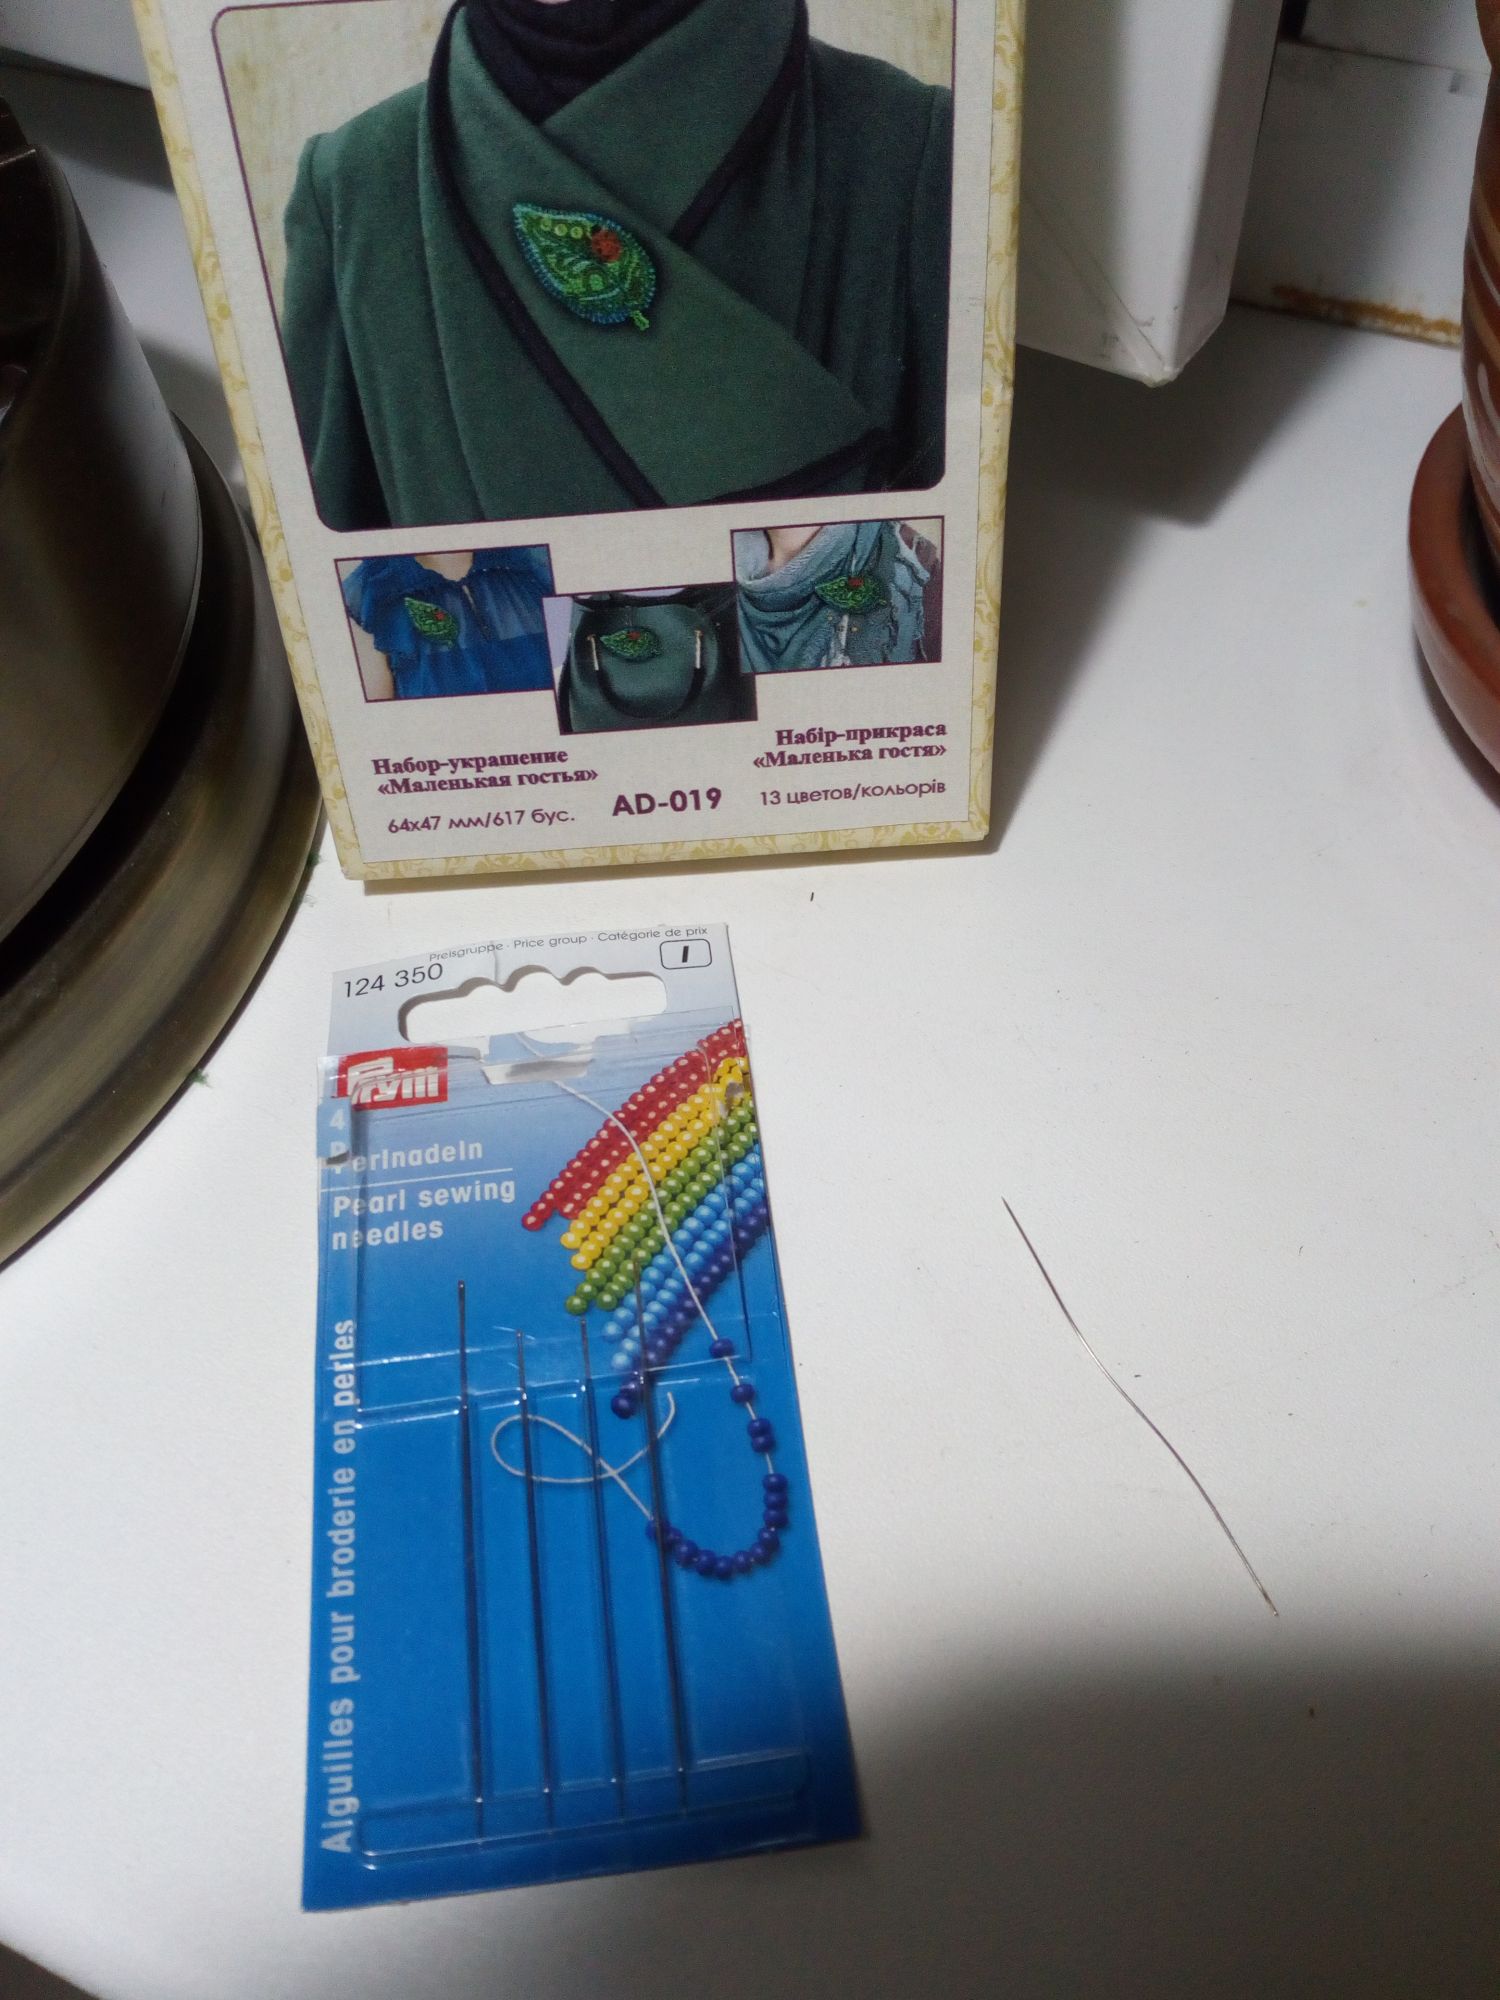 Набор-украшение
«Маленькая гостья»
64х47 мм/617 бус.
AD-019
Набір-прикраса
«Маленька гостя»
13 цветов/кольорів
Preisgruppe · Price group · Catégorie de prix
124 350
I
Prym
4
Perlnadeln
Pearl sewing
needles
Aiguilles pour broderie en perles